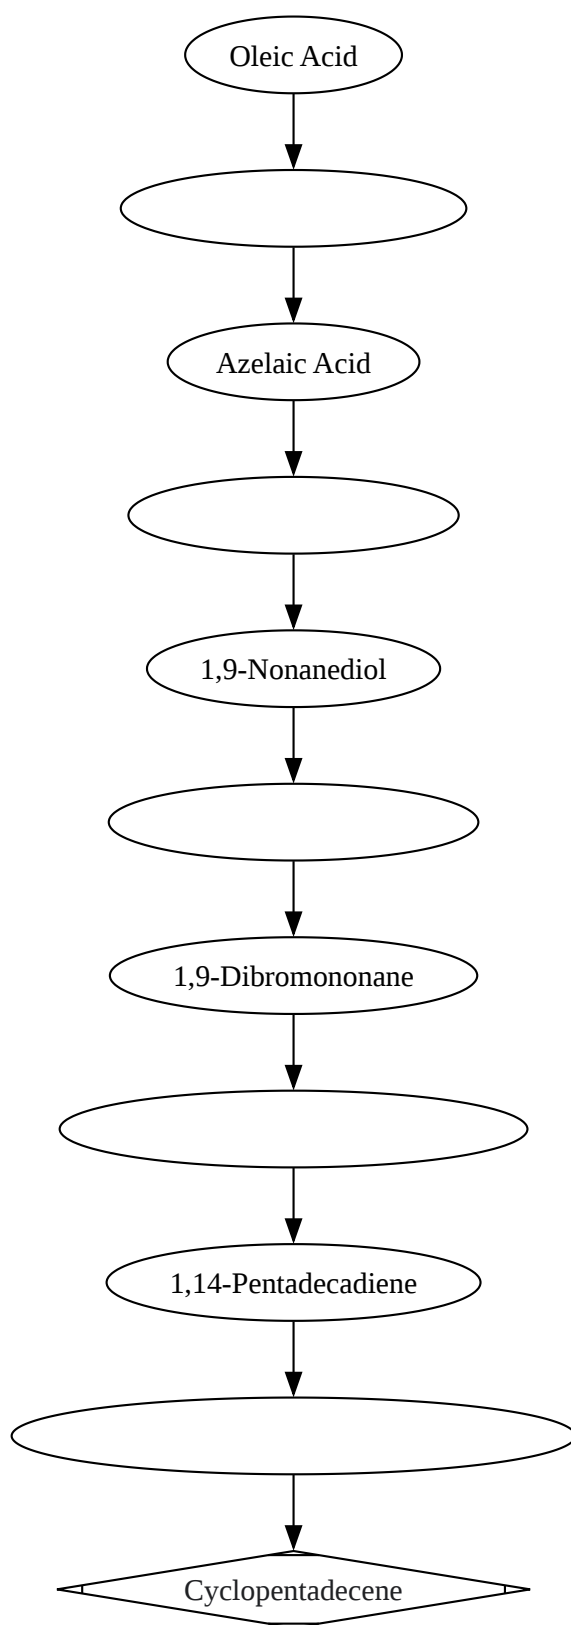 Oleic Acid
Azelaic Acid
1,9-Nonanediol
1,9-Dibromononane
1,14-Pentadecadiene
Cyclopentadecene